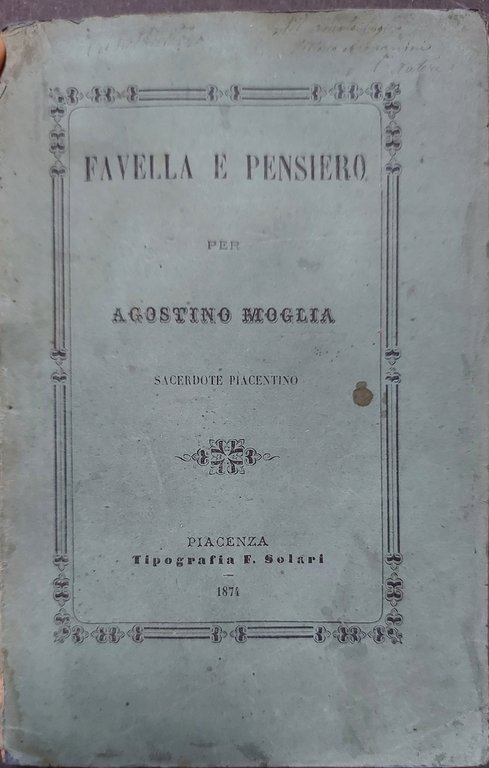 FAVELLA E PENSIERO
PER
AGOSTINO MOGLIA
SACERDOTE PIACENTINO
PIACENZA
Tipografia F. Solari
1874